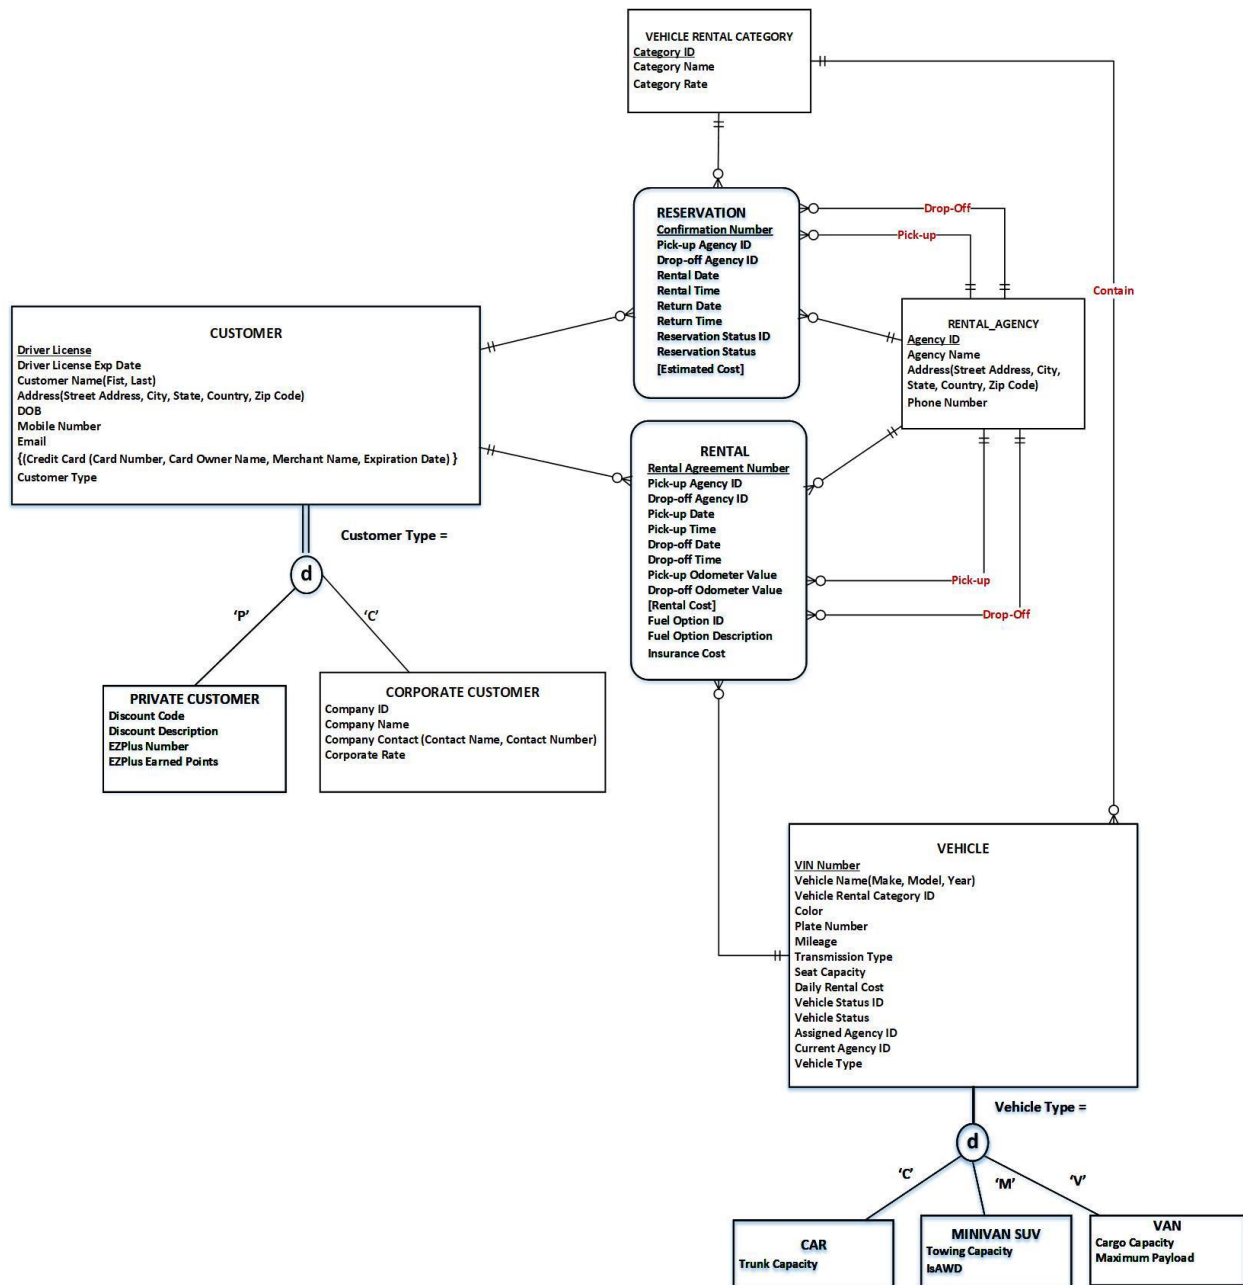 VEHICLE RENTAL CATEGORY
Category ID
Category Name
Category Rate
RESERVATION
Confirmation Number
Pick-up Agency ID
Drop-off Agency ID
Rental Date
Rental Time
Return Date
Return Time
Reservation Status ID
Reservation Status
[Estimated Cost]
Drop-Off
Pick-up
Contain
CUSTOMER
Driver License
Driver License Exp Date
Customer Name(Fist, Last)
Address(Street Address, City, State, Country, Zip Code)
DOB
Mobile Number
Email
{(Credit Card (Card Number, Card Owner Name, Merchant Name, Expiration Date) }
Customer Type
RENTAL_AGENCY
Agency ID
Agency Name
Address(Street Address, City,
State, Country, Zip Code)
Phone Number
RENTAL
Rental Agreement Number
Pick-up Agency ID
Drop-off Agency ID
Pick-up Date
Pick-up Time
Drop-off Date
Drop-off Time
Pick-up Odometer Value
Drop-off Odometer Value
[Rental Cost]
Fuel Option ID
Fuel Option Description
Insurance Cost
Pick-up
Drop-Off
Customer Type =
d
‘P’
‘C’
PRIVATE CUSTOMER
Discount Code
Discount Description
EZPlus Number
EZPlus Earned Points
CORPORATE CUSTOMER
Company ID
Company Name
Company Contact (Contact Name, Contact Number)
Corporate Rate
VEHICLE
VIN Number
Vehicle Name(Make, Model, Year)
Vehicle Rental Category ID
Color
Plate Number
Mileage
Transmission Type
Seat Capacity
Daily Rental Cost
Vehicle Status ID
Vehicle Status
Assigned Agency ID
Current Agency ID
Vehicle Type
Vehicle Type =
d
‘C’
‘M’
‘V’
CAR
Trunk Capacity
MINIVAN SUV
Towing Capacity
IsAWD
VAN
Cargo Capacity
Maximum Payload